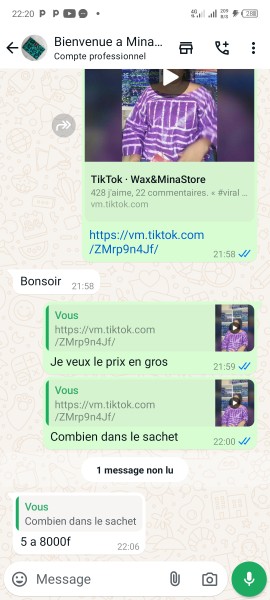 22:20
Bienvenue a Mina...
Compte professionnel
TikTok · Wax&MinaStore
428 j'aime, 22 commentaires. « #viral ...
vm.tiktok.com
https://vm.tiktok.com
/ZMrp9n4Jf/
21:58
Bonsoir
21:58
Vous
https://vm.tiktok.com
/ZMrp9n4Jf/
Je veux le prix en gros
21:59
Vous
https://vm.tiktok.com
/ZMrp9n4Jf/
Combien dans le sachet
22:00
1 message non lu
Vous
Combien dans le sachet
5 a 8000f
22:06
Message